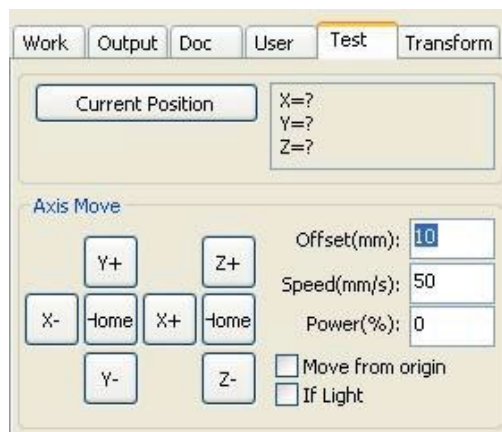 Work Output Doc User Test Transform
Current Position
X=?
Y=?
Z=?
Axis Move
Offset(mm): 10
Y+ Z+
Speed(mm/s): 50
X- Home X+ Home
Power(%): 0
Move from origin
Y- Z-
If Light